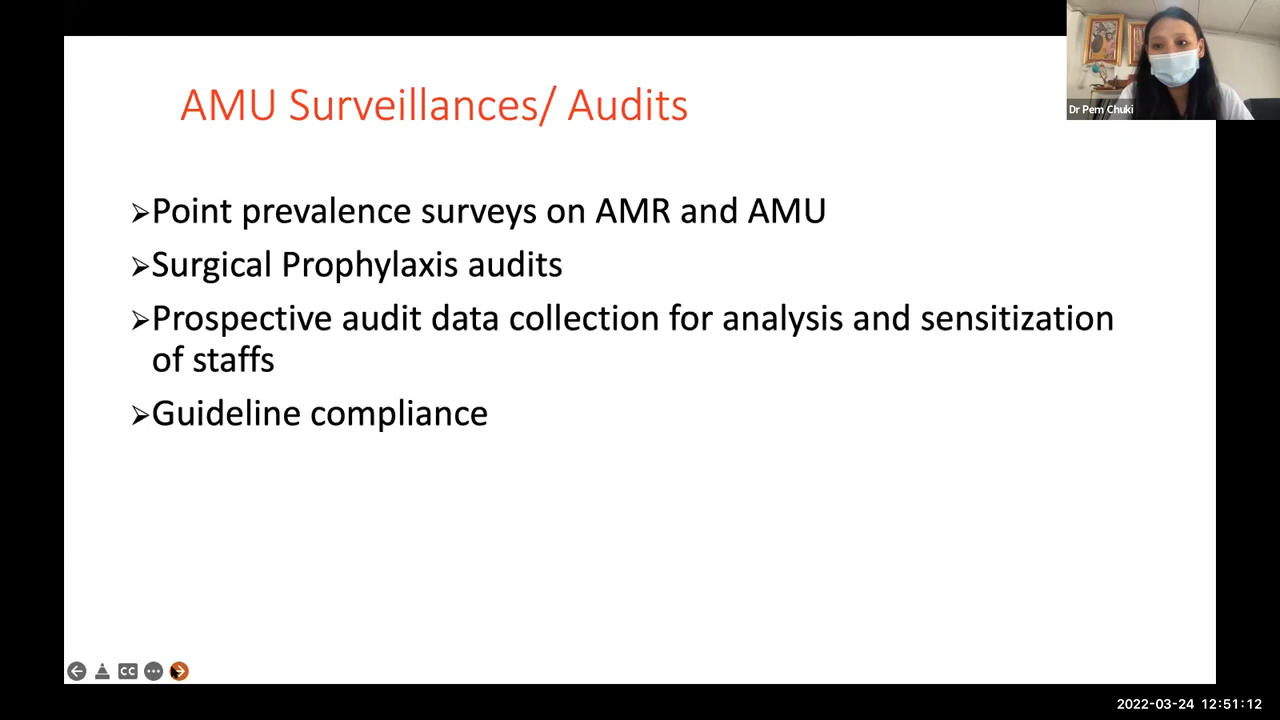 AMU Surveillances/ Audits
Dr Pem Chuki
➢Point prevalence surveys on AMR and AMU
➢Surgical Prophylaxis audits
➢Prospective audit data collection for analysis and sensitization
of staffs
➢Guideline compliance
CC
2022-03-24 12:51:12